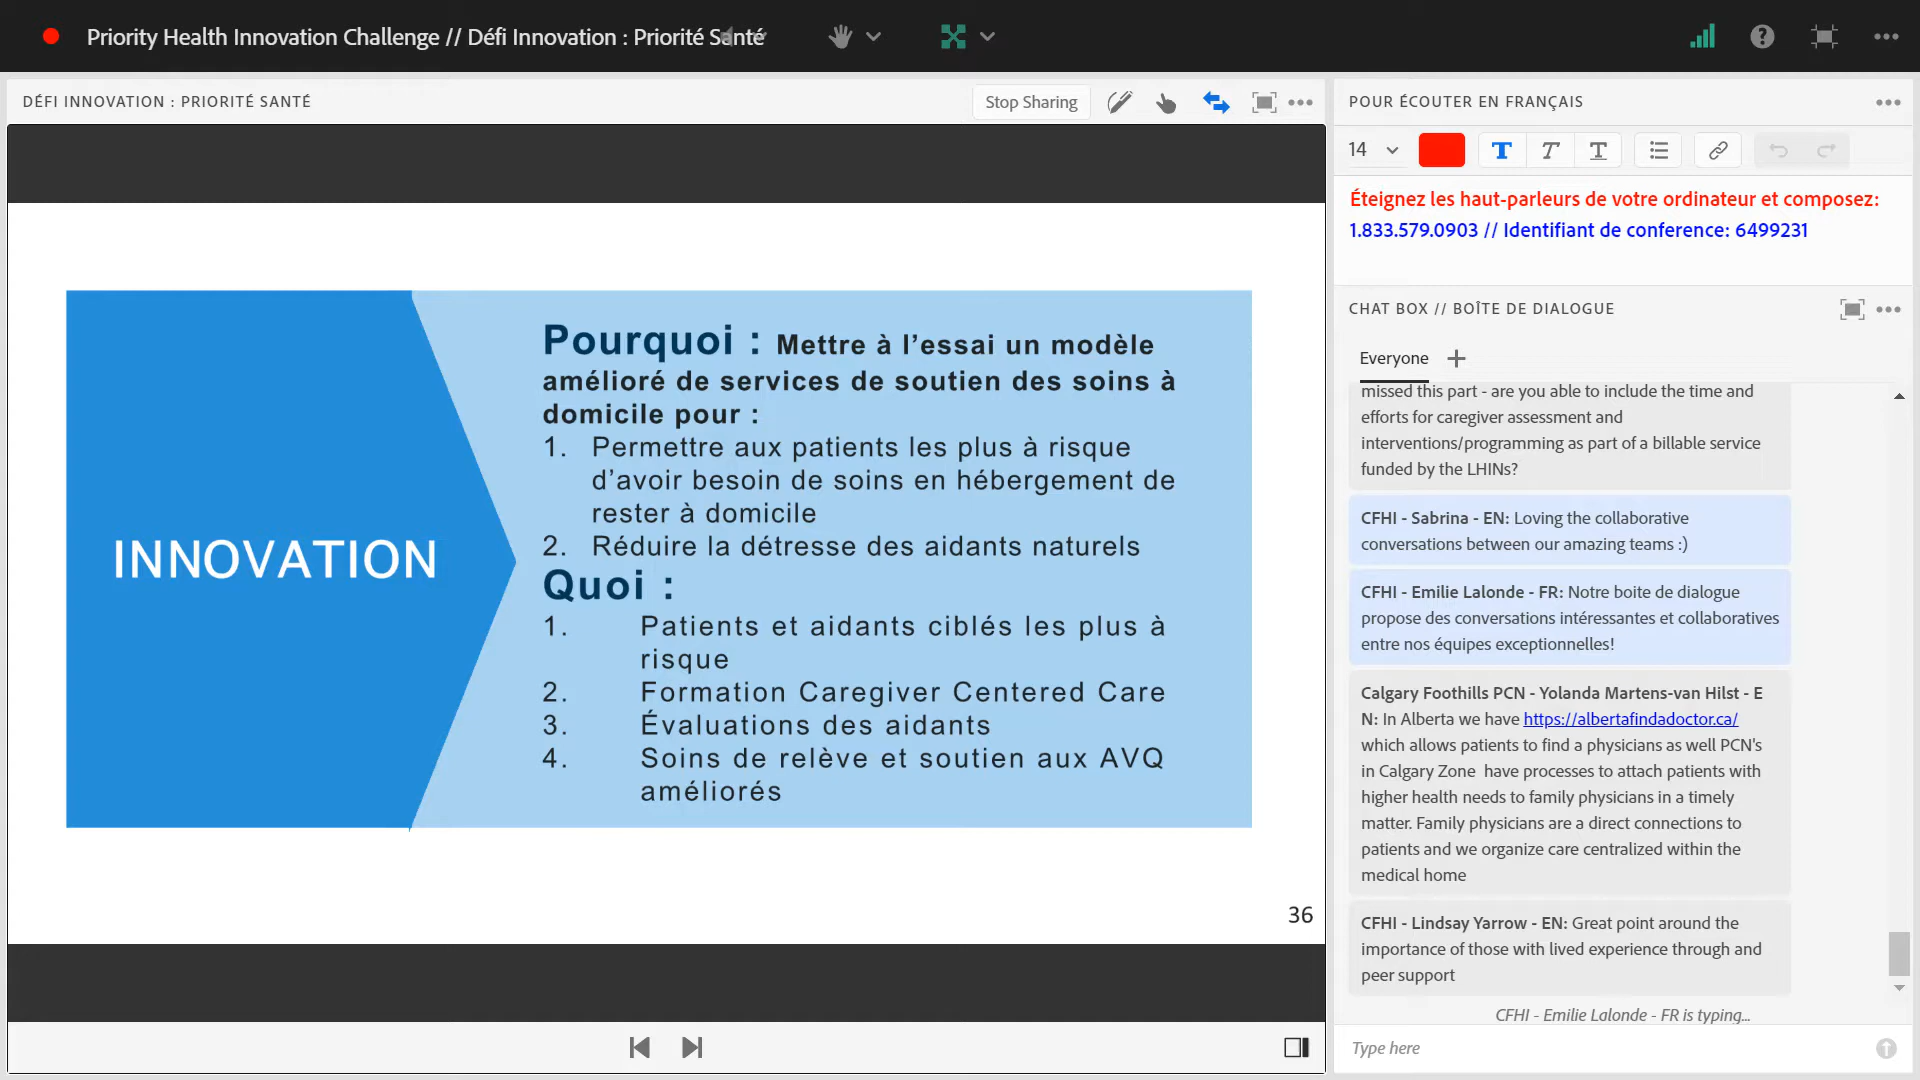 Priority Health Innovation Challenge // Défi Innovation : Priorité Santé
DÉFI INNOVATION : PRIORITÉ SANTÉ
Stop Sharing
INNOVATION
Pourquoi : Mettre à l’essai un modèle
amélioré de services de soutien des soins à
domicile pour :
1. Permettre aux patients les plus à risque
d’avoir besoin de soins en hébergement de
rester à domicile
2. Réduire la détresse des aidants naturels
Quoi :
1. Patients et aidants ciblés les plus à
risque
2. Formation Caregiver Centered Care
3. Évaluations des aidants
4. Soins de relève et soutien aux AVQ
améliorés
36
POUR ÉCOUTER EN FRANÇAIS
14
Éteignez les haut-parleurs de votre ordinateur et composez:
1.833.579.0903 // Identifiant de conference: 6499231
CHAT BOX // BOÎTE DE DIALOGUE
Everyone
missed this part - are you able to include the time and
efforts for caregiver assessment and
interventions/programming as part of a billable service
funded by the LHINs?
CFHI - Sabrina - EN: Loving the collaborative
conversations between our amazing teams :)
CFHI - Emilie Lalonde - FR: Notre boite de dialogue
propose des conversations intéressantes et collaboratives
entre nos équipes exceptionnelles!
Calgary Foothills PCN - Yolanda Martens-van Hilst - E
N: In Alberta we have https://albertafindadoctor.ca/
which allows patients to find a physicians as well PCN's
in Calgary Zone have processes to attach patients with
higher health needs to family physicians in a timely
matter. Family physicians are a direct connections to
patients and we organize care centralized within the
medical home
CFHI - Lindsay Yarrow - EN: Great point around the
importance of those with lived experience through and
peer support
CFHI - Emilie Lalonde - FR is typing...
Type here